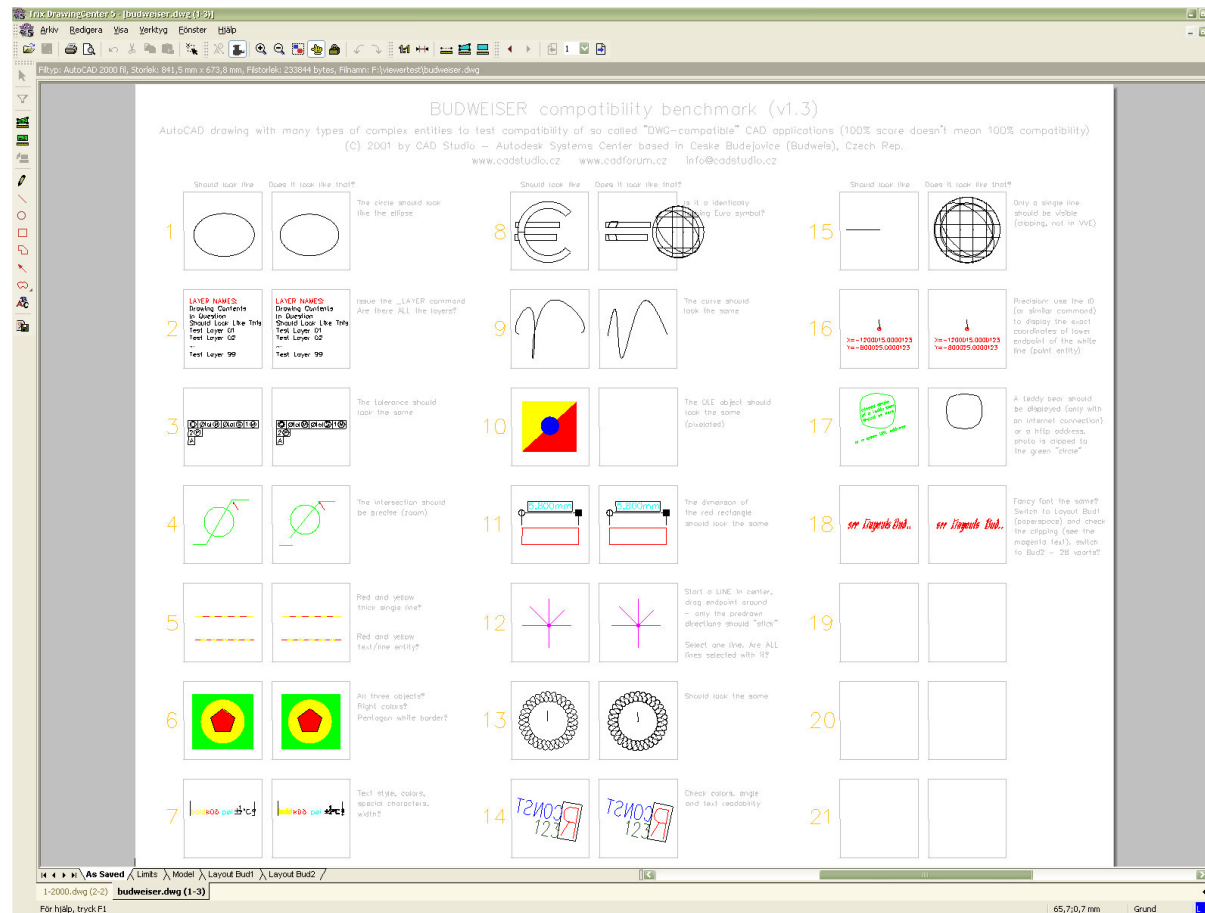 Trix DrawingCenter 5 - [budweiser.dwg (1-3)]
Arkiv Redigera Visa Verktyg Fönster Hjälp
1
Filtyp: AutoCAD 2000 fil, Storlek: 841,5 mm x 673,8 mm, Filstorlek: 233844 bytes, Filnamn: F:\viewertest\budweiser.dwg
BUDWEISER compatibility benchmark (v1.3)
AutoCAD drawing with many types of complex entities to test compatibility of so called "DWG-compatible" CAD applications (100% score doesn't mean 100% compatibility)
(C) 2001 by CAD Studio - Autodesk Systems Center based in Ceske Budejovice (Budweis), Czech Rep.
www.cadstudio.cz www.cadforum.cz info@cadstudio.cz
Should look like Does it look like that?
1
The circle should look
like the ellipse
2
LAYER NAMES:
Drawing Contents
In Question
Should Look Like This
Test Layer 01
Test Layer 02
...
Test Layer 99
LAYER NAMES:
Drawing Contents
In Question
Should Look Like This
Test Layer 01
Test Layer 02
...
Test Layer 99
Issue the _LAYER command
Are there ALL the layers?
3
The tolerance should
look the same
4
The intersection should
be precise (zoom)
5
Red and yellow
thick single line?
Red and yellow
text/line entity?
6
All three objects?
Right colors?
Pentagon white border?
7
Text style, colors,
special characters,
width?
Should look like Does it look like that?
8
Is it a identically
looking Euro symbol?
9
The curve should
look the same
10
The OLE object should
look the same
(pixelated)
11
5.800mm
5.800mm
The dimension of
the red rectangle
should look the same
12
Start a LINE in center,
drag endpoint around
- only the predrawn
directions should "stick"
Select one line. Are ALL
lines selected with it?
13
Should look the same
14
CONST
123
R
CONST
123
R
Check colors, angle
and text readability
Should look like Does it look like that?
15
Only a single line
should be visible
(clipping, not in VVE)
16
X=-1200015.0000123
Y=-800025.0000123
X=-1200015.0000123
Y=-800025.0000123
Precision: use the ID
(or similar command)
to display the exact
coordinates of lower
endpoint of the white
line (point entity)
17
A teddy bear should
be displayed (only with
an internet connection)
or a http address,
photo is clipped to
the green "circle"
18
Fancy font the same?
Switch to Layout Bud1
(paperspace) and check
the clipping (see the
magenta text), switch
to Bud2 - 28 vports?
19
20
21
As Saved Limits Model Layout Bud1 Layout Bud2
1-2000.dwg (2-2) budweiser.dwg (1-3)
För hjälp, tryck F1
65,7;0,7 mm Grund